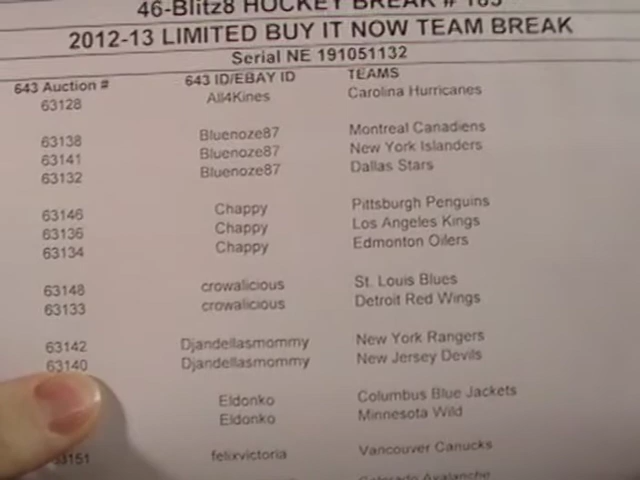 46-Blitz8 HOCKEY BREAK # 185
2012-13 LIMITED BUY IT NOW TEAM BREAK
Serial NE 191051132
643 Auction # 643 ID/EBAY ID TEAMS
63128 All4Kines Carolina Hurricanes
63138 Bluenoze87 Montreal Canadiens
63141 Bluenoze87 New York Islanders
63132 Bluenoze87 Dallas Stars
63146 Chappy Pittsburgh Penguins
63136 Chappy Los Angeles Kings
63134 Chappy Edmonton Oilers
63148 crowalicious St. Louis Blues
63133 crowalicious Detroit Red Wings
63142 Djandellasmommy New York Rangers
63140 Djandellasmommy New Jersey Devils
Eldonko Columbus Blue Jackets
Eldonko Minnesota Wild
63151 felixvictoria Vancouver Canucks
Colorado Avalanche